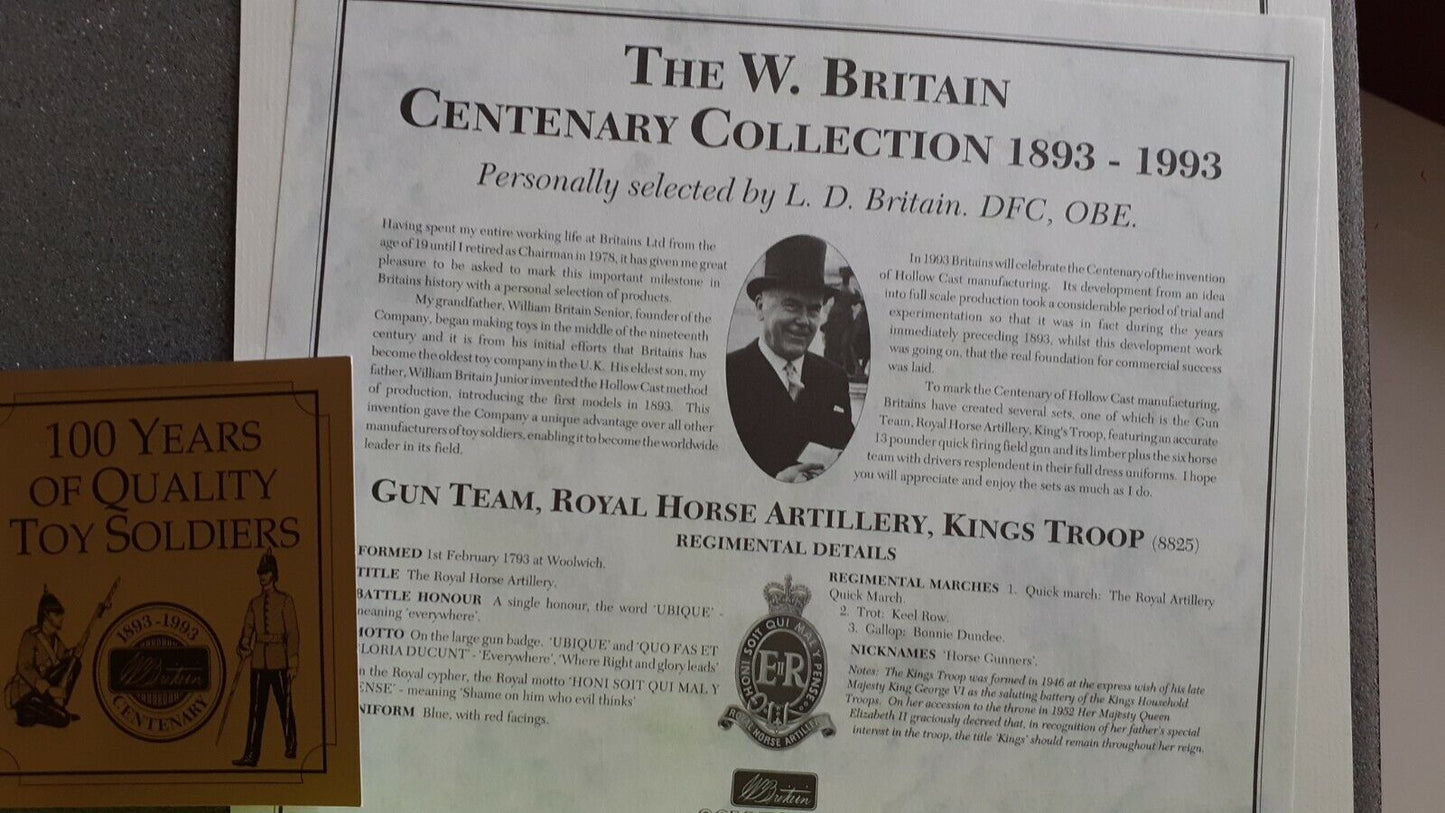 THE W. BRITAIN
CENTENARY COLLECTION 1893 - 1993
Personally selected by L. D. Britain. DFC, OBE.
Having spent my entire working life at Britains Ltd from the
age of 19 until I retired as Chairman in 1978, it has given me great
pleasure to be asked to mark this important milestone in
Britains history with a personal selection of products.
My grandfather, William Britain Senior, founder of the
Company, began making toys in the middle of the nineteenth
century and it is from his initial efforts that Britains has
become the oldest toy company in the U.K. His eldest son, my
father, William Britain Junior invented the Hollow Cast method
of production, introducing the first models in 1893. This
invention gave the Company a unique advantage over all other
manufacturers of toy soldiers, enabling it to become the worldwide
leader in its field.
In 1993 Britains will celebrate the Centenary of the invention
of Hollow Cast manufacturing. Its development from an idea
into full scale production took a considerable period of trial and
experimentation so that it was in fact during the years
immediately preceding 1893, whilst this development work
was going on, that the real foundation for commercial success
was laid.
To mark the Centenary of Hollow Cast manufacturing,
Britains have created several sets, one of which is the Gun
Team, Royal Horse Artillery, King's Troop, featuring an accurate
13 pounder quick firing field gun and its limber plus the six horse
team with drivers resplendent in their full dress uniforms. I hope
you will appreciate and enjoy the sets as much as I do.
GUN TEAM, ROYAL HORSE ARTILLERY, KINGS TROOP (8825)
REGIMENTAL DETAILS
FORMED 1st February 1793 at Woolwich.
TITLE The Royal Horse Artillery.
BATTLE HONOUR A single honour, the word 'UBIQUE' -
meaning 'everywhere'.
MOTTO On the large gun badge. 'UBIQUE' and 'QUO FAS ET
GLORIA DUCUNT' - 'Everywhere', 'Where Right and glory leads'
n the Royal cypher, the Royal motto 'HONI SOIT QUI MAL Y
ENSE' - meaning 'Shame on him who evil thinks'
NIFORM Blue, with red facings.
HONI SOIT QUI MAL Y PENSE
E II R
ROYAL HORSE ARTILLERY
REGIMENTAL MARCHES 1. Quick march: The Royal Artillery
Quick March.
2. Trot: Keel Row.
3. Gallop: Bonnie Dundee.
NICKNAMES 'Horse Gunners'.
Notes: The Kings Troop was formed in 1946 at the express wish of his late
Majesty King George VI as the saluting battery of the Kings Household
Troops. On her accession to the throne in 1952 Her Majesty Queen
Elizabeth II graciously decreed that, in recognition of her father's special
interest in the troop, the title 'Kings' should remain throughout her reign.
W Britain
100 YEARS
OF QUALITY
TOY SOLDIERS
1893-1993
W Britain
CENTENARY